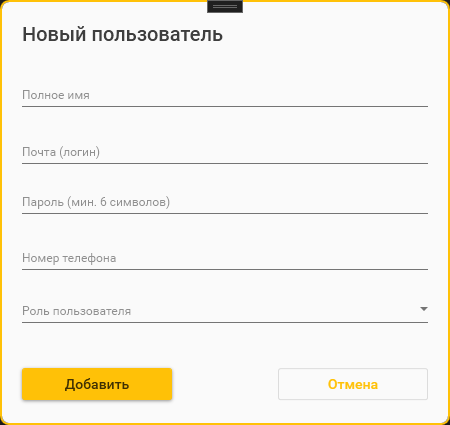 Новый пользователь
Полное имя
Почта (логин)
Пароль (мин. 6 символов)
Номер телефона
Роль пользователя
Добавить
Отмена